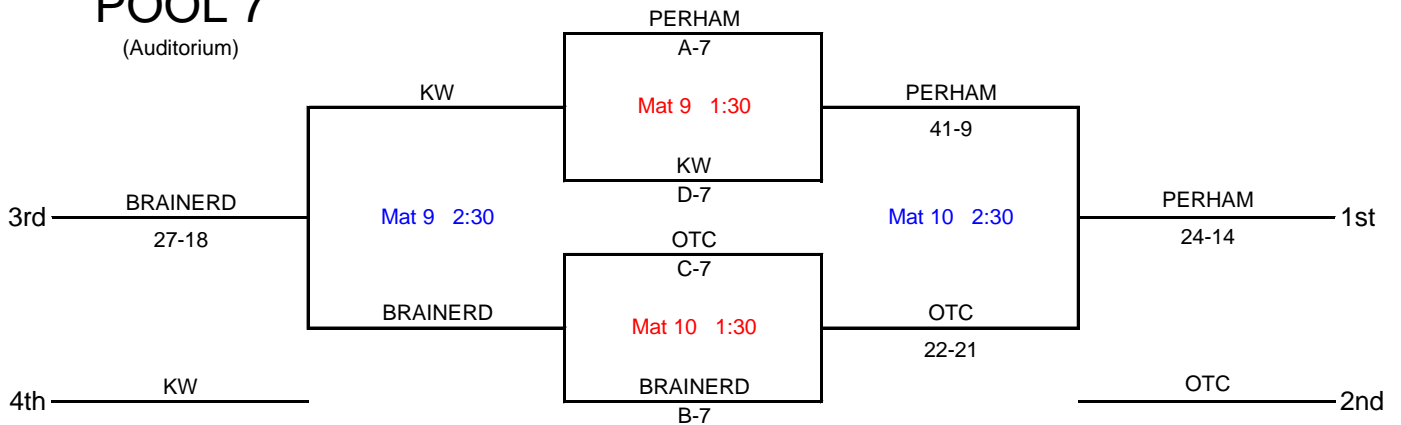 POOL 7
(Auditorium)
PERHAM
A-7
KW
Mat 9 1:30
PERHAM
41-9
KW
D-7
3rd
BRAINERD
27-18
Mat 9 2:30
Mat 10 2:30
PERHAM
24-14
1st
OTC
C-7
BRAINERD
Mat 10 1:30
OTC
22-21
4th
KW
BRAINERD
B-7
OTC
2nd